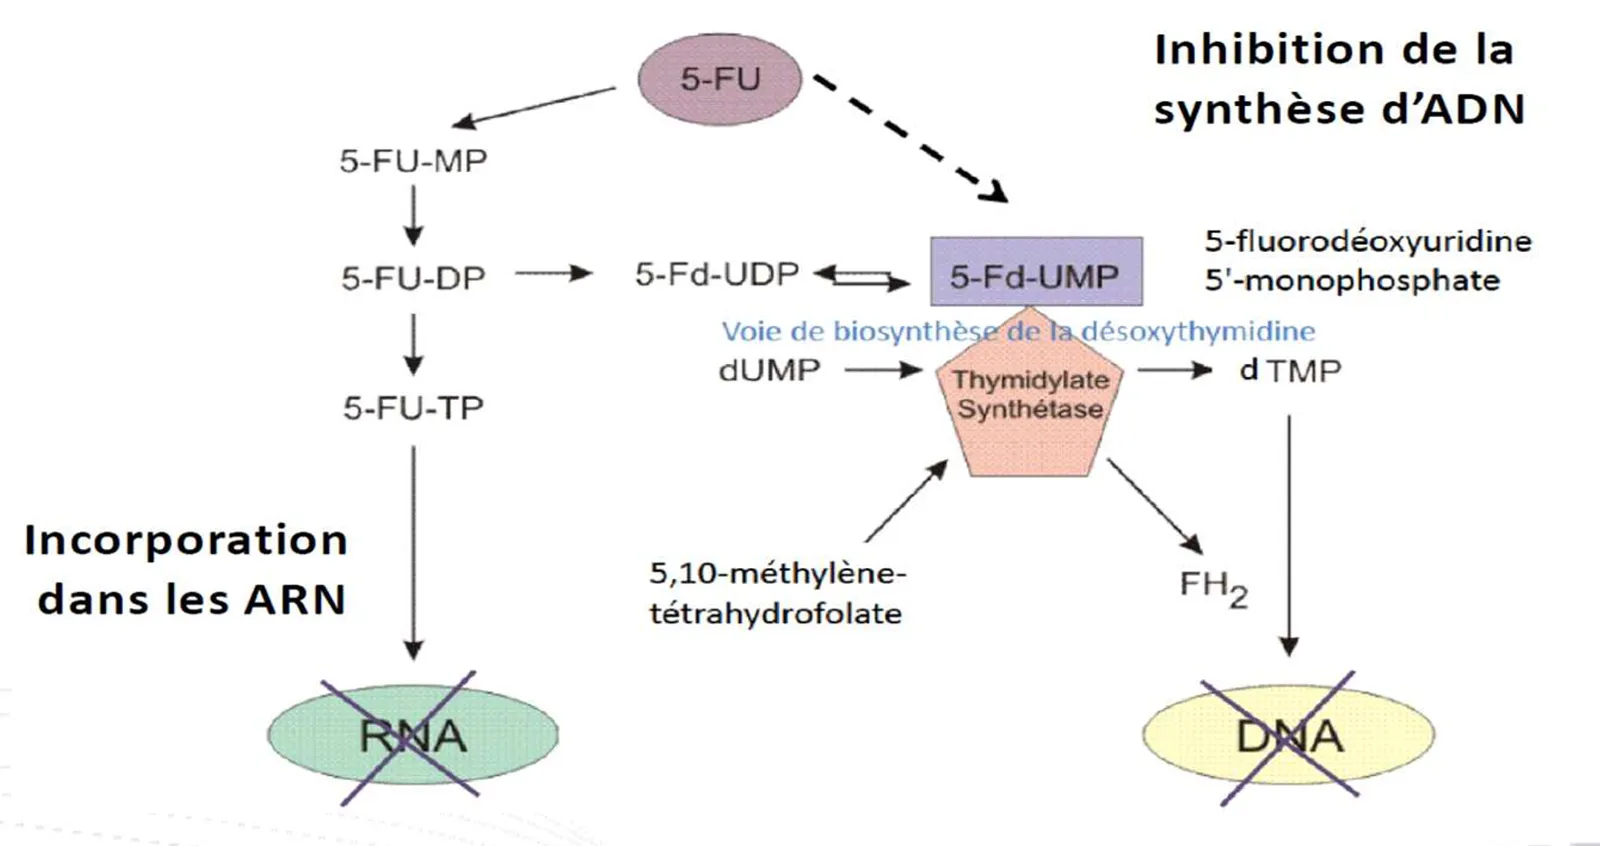 Inhibition de la
synthèse d’ADN
5-FU
5-FU-MP
5-fluorodéoxyuridine
5'-monophosphate
5-FU-DP
5-Fd-UDP
5-Fd-UMP
Voie de biosynthèse de la désoxythymidine
dUMP
Thymidylate
Synthétase
d TMP
5-FU-TP
Incorporation
dans les ARN
5,10-méthylène-
tétrahydrofolate
FH2
RNA
DNA